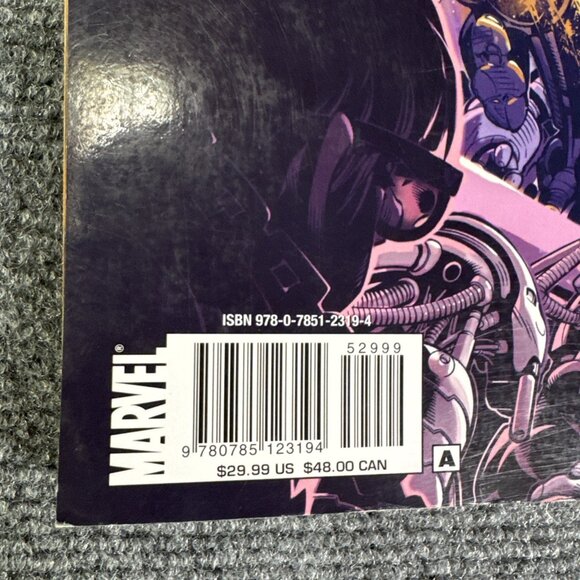 ISBN 978-0-7851-2319-4
MARVEL®
52999
9 780785 123194
$29.99 US $48.00 CAN
A